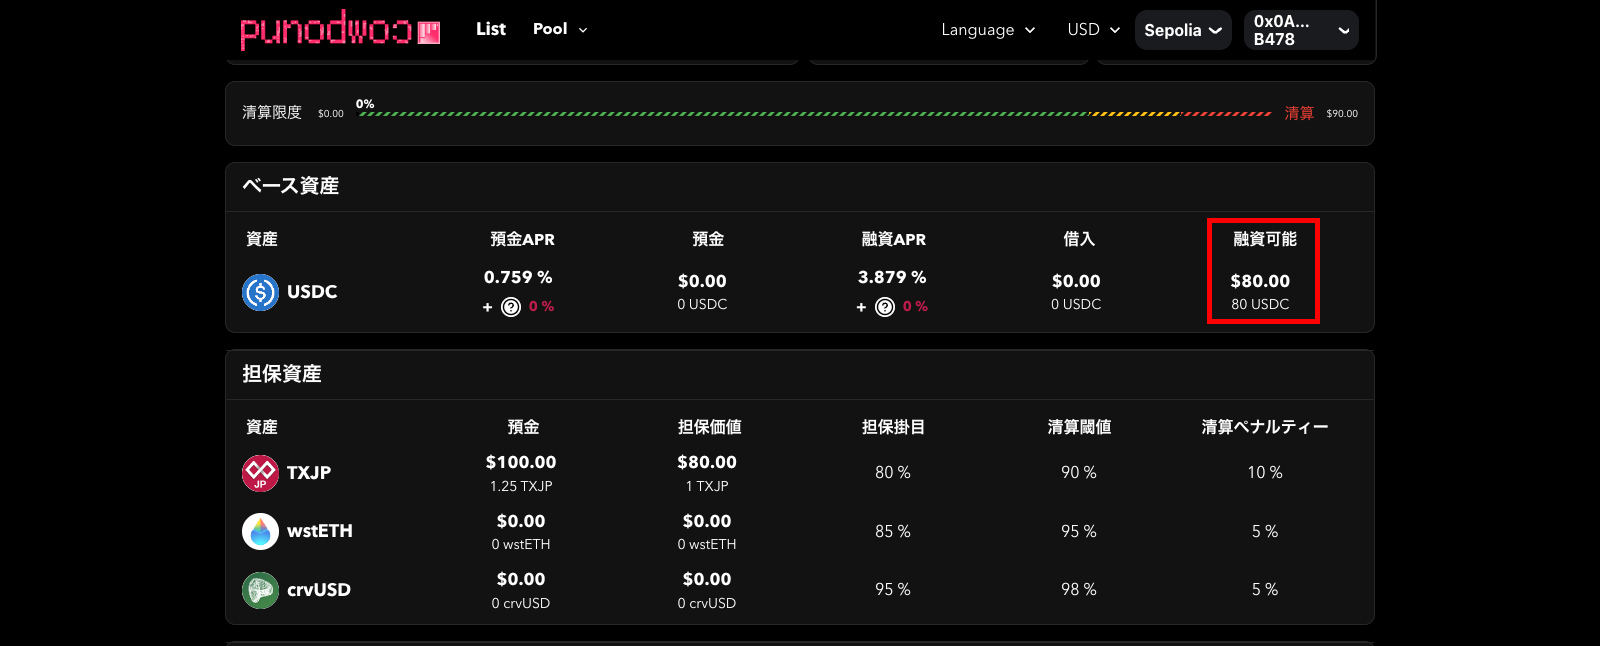 compound List Pool Language USD Sepolia 0x0A...
B478
清算限度 $0.00 0% 清算 $90.00
ベース資産
資産 預金APR 預金 融資APR 借入 融資可能
USDC 0.759 % $0.00 3.879 % $0.00 $80.00
+ 0 % 0 USDC + 0 % 0 USDC 80 USDC
担保資産
資産 預金 担保価値 担保掛目 清算閾値 清算ペナルティー
JP TXJP $100.00 $80.00 80 % 90 % 10 %
1.25 TXJP 1 TXJP
wstETH $0.00 $0.00 85 % 95 % 5 %
0 wstETH 0 wstETH
crvUSD $0.00 $0.00 95 % 98 % 5 %
0 crvUSD 0 crvUSD